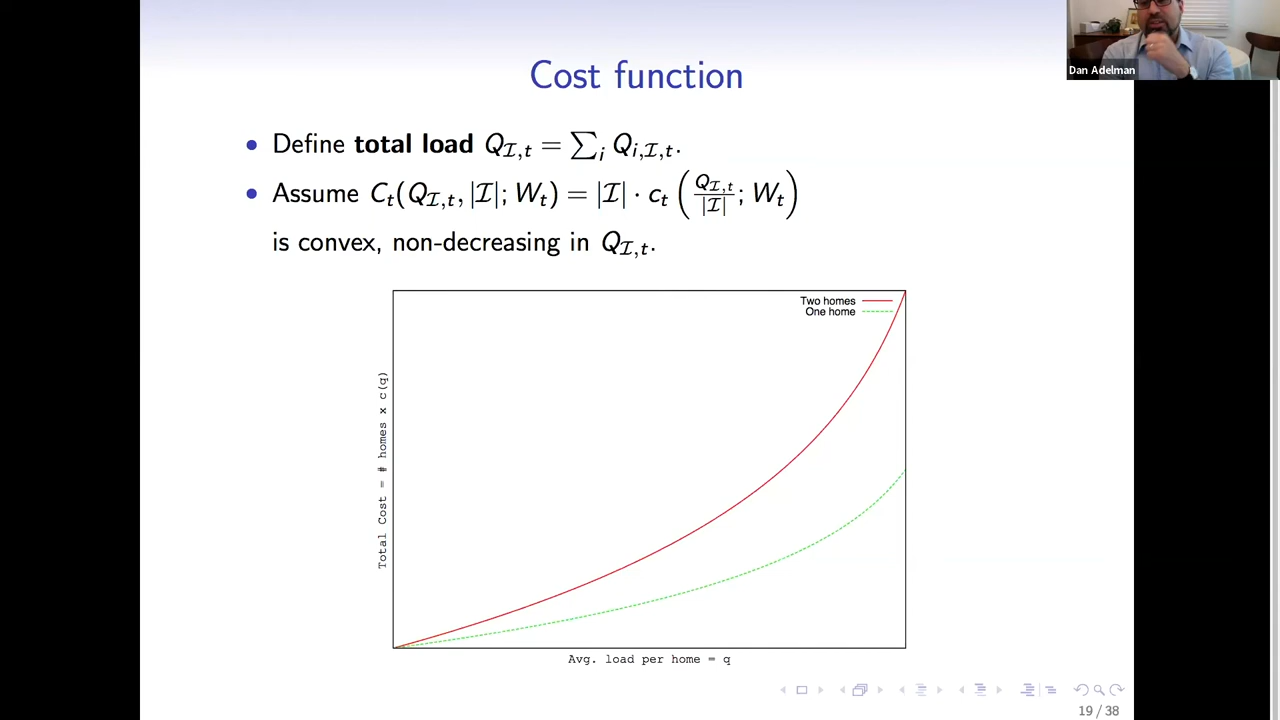 Dan Adelman
Cost function
• Define total load Q_{ℐ,t} = ∑_i Q_{i,ℐ,t}.
• Assume C_t(Q_{ℐ,t}, |ℐ|; W_t) = |ℐ| · c_t (Q_{ℐ,t}/|ℐ|; W_t)
is convex, non-decreasing in Q_{ℐ,t}.
Two homes
One home
Total Cost = # homes x c(q)
Avg. load per home = q
19 / 38